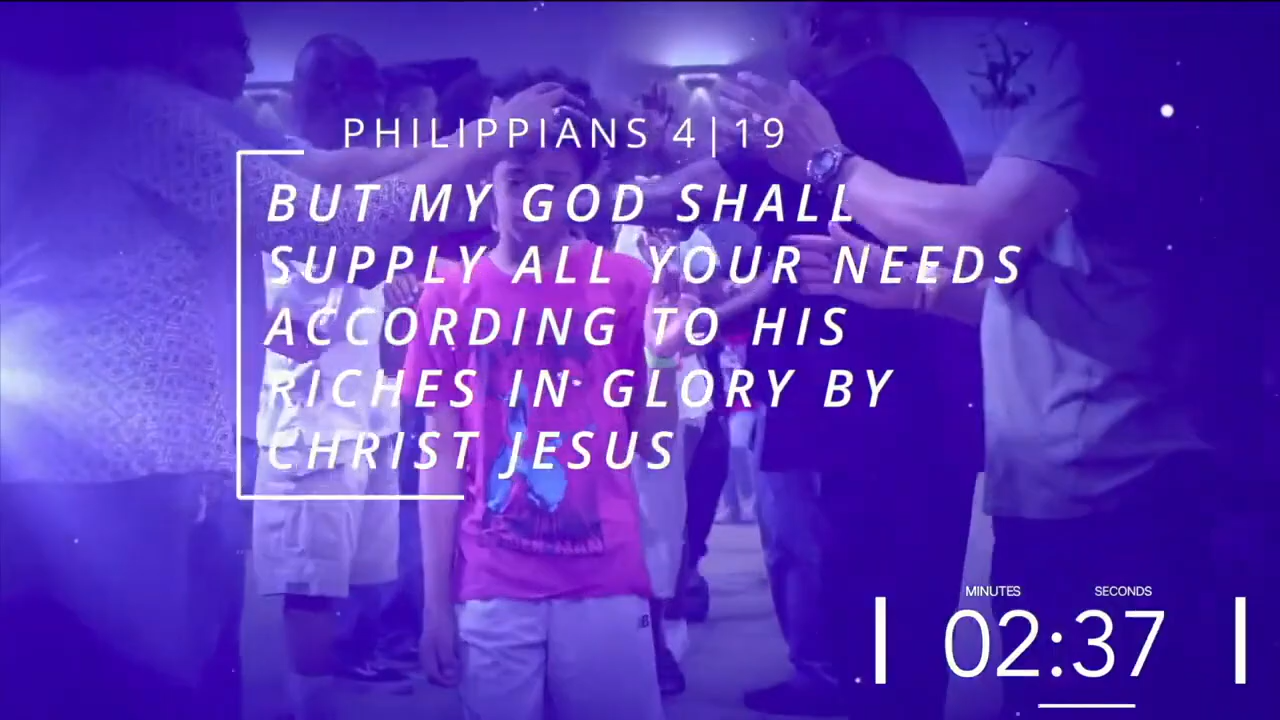 PHILIPPIANS 4|19
BUT MY GOD SHALL
SUPPLY ALL YOUR NEEDS
ACCORDING TO HIS
RICHES IN GLORY BY
CHRIST JESUS
MINUTES SECONDS
02:37